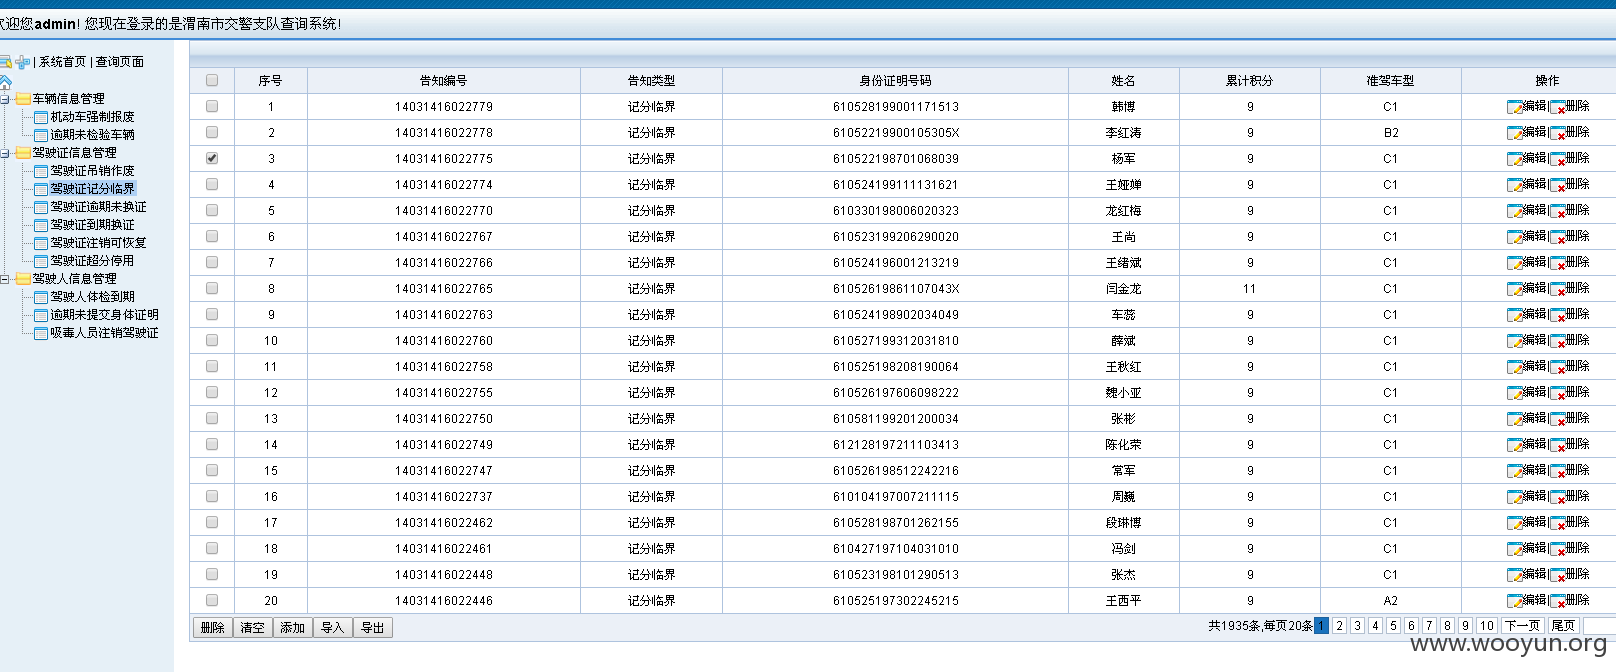 欢迎您admin! 您现在登录的是渭南市交警支队查询系统!
| 系统首页 | 查询页面
车辆信息管理
机动车强制报废
逾期未检验车辆
驾驶证信息管理
驾驶证吊销作废
驾驶证记分临界
驾驶证逾期未换证
驾驶证到期换证
驾驶证注销可恢复
驾驶证超分停用
驾驶人信息管理
驾驶人体检到期
逾期未提交身体证明
吸毒人员注销驾驶证
序号 告知编号 告知类型 身份证明号码 姓名 累计积分 准驾车型 操作
1 14031416022779 记分临界 610528199001171513 韩博 9 C1 编辑|删除
2 14031416022778 记分临界 61052219900105305X 李红涛 9 B2 编辑|删除
3 14031416022775 记分临界 610522198701068039 杨军 9 C1 编辑|删除
4 14031416022774 记分临界 610524199111131621 王娅婵 9 C1 编辑|删除
5 14031416022770 记分临界 610330198006020323 龙红梅 9 C1 编辑|删除
6 14031416022767 记分临界 610523199206290020 王尚 9 C1 编辑|删除
7 14031416022766 记分临界 610524196001213219 王绪斌 9 C1 编辑|删除
8 14031416022765 记分临界 61052619861107043X 闫金龙 11 C1 编辑|删除
9 14031416022763 记分临界 610524198902034049 车蕊 9 C1 编辑|删除
10 14031416022760 记分临界 610527199312031810 薛斌 9 C1 编辑|删除
11 14031416022758 记分临界 610525198208190064 王秋红 9 C1 编辑|删除
12 14031416022755 记分临界 610526197606098222 魏小亚 9 C1 编辑|删除
13 14031416022750 记分临界 610581199201200034 张彬 9 C1 编辑|删除
14 14031416022749 记分临界 612128197211103413 陈化荣 9 C1 编辑|删除
15 14031416022747 记分临界 610526198512242216 常军 9 C1 编辑|删除
16 14031416022737 记分临界 610104197007211115 周巍 9 C1 编辑|删除
17 14031416022462 记分临界 610528198701262155 段琳博 9 C1 编辑|删除
18 14031416022461 记分临界 610427197104031010 冯剑 9 C1 编辑|删除
19 14031416022448 记分临界 610523198101290513 张杰 9 C1 编辑|删除
20 14031416022446 记分临界 610525197302245215 王西平 9 A2 编辑|删除
删除 清空 添加 导入 导出 共1935条,每页20条 1 2 3 4 5 6 7 8 9 10 下一页 尾页
www.wooyun.org